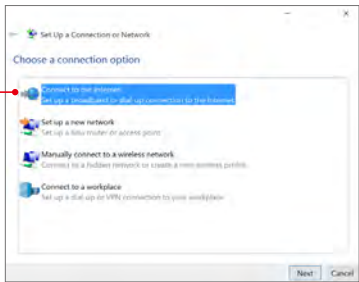 Set Up a Connection or Network
Choose a connection option
Connect to the Internet
Set up a broadband or dial-up connection to the Internet.
Set up a new network
Set up a new router or access point.
Manually connect to a wireless network
Connect to a hidden network or create a new wireless profile.
Connect to a workplace
Set up a dial-up or VPN connection to your workplace.
Next
Cancel